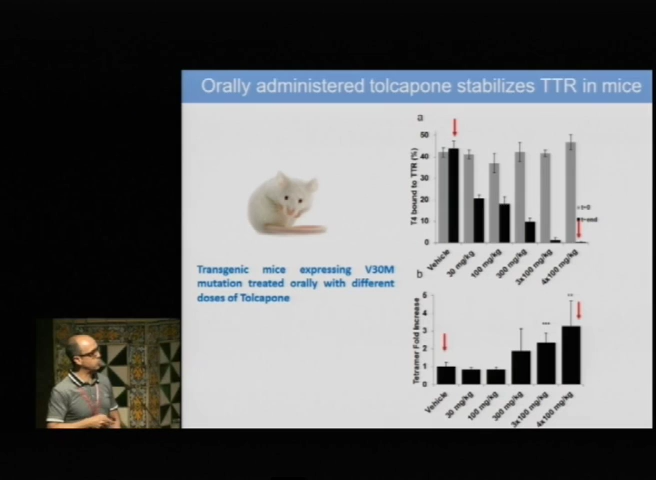 Orally administered tolcapone stabilizes TTR in mice
Transgenic mice expressing V30M
mutation treated orally with different
doses of Tolcapone
a
T4 bound to TTR (%)
50
40
30
20
10
0
t=0
t=end
Vehicle
30 mg/kg
100 mg/kg
300 mg/kg
3x100 mg/kg
4x100 mg/kg
b
Tetramer Fold Increase
5
4
3
2
1
0
***
**
Vehicle
30 mg/kg
100 mg/kg
300 mg/kg
3x100 mg/kg
4x100 mg/kg